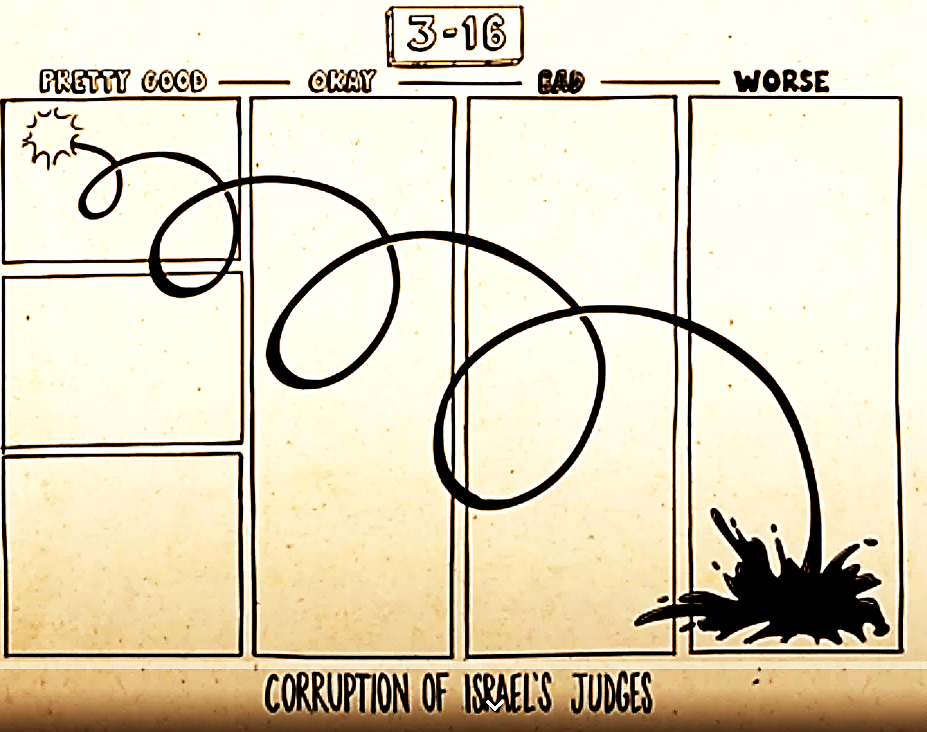 3-16
PRETTY GOOD OKAY BAD WORSE
CORRUPTION OF ISRAEL'S JUDGES